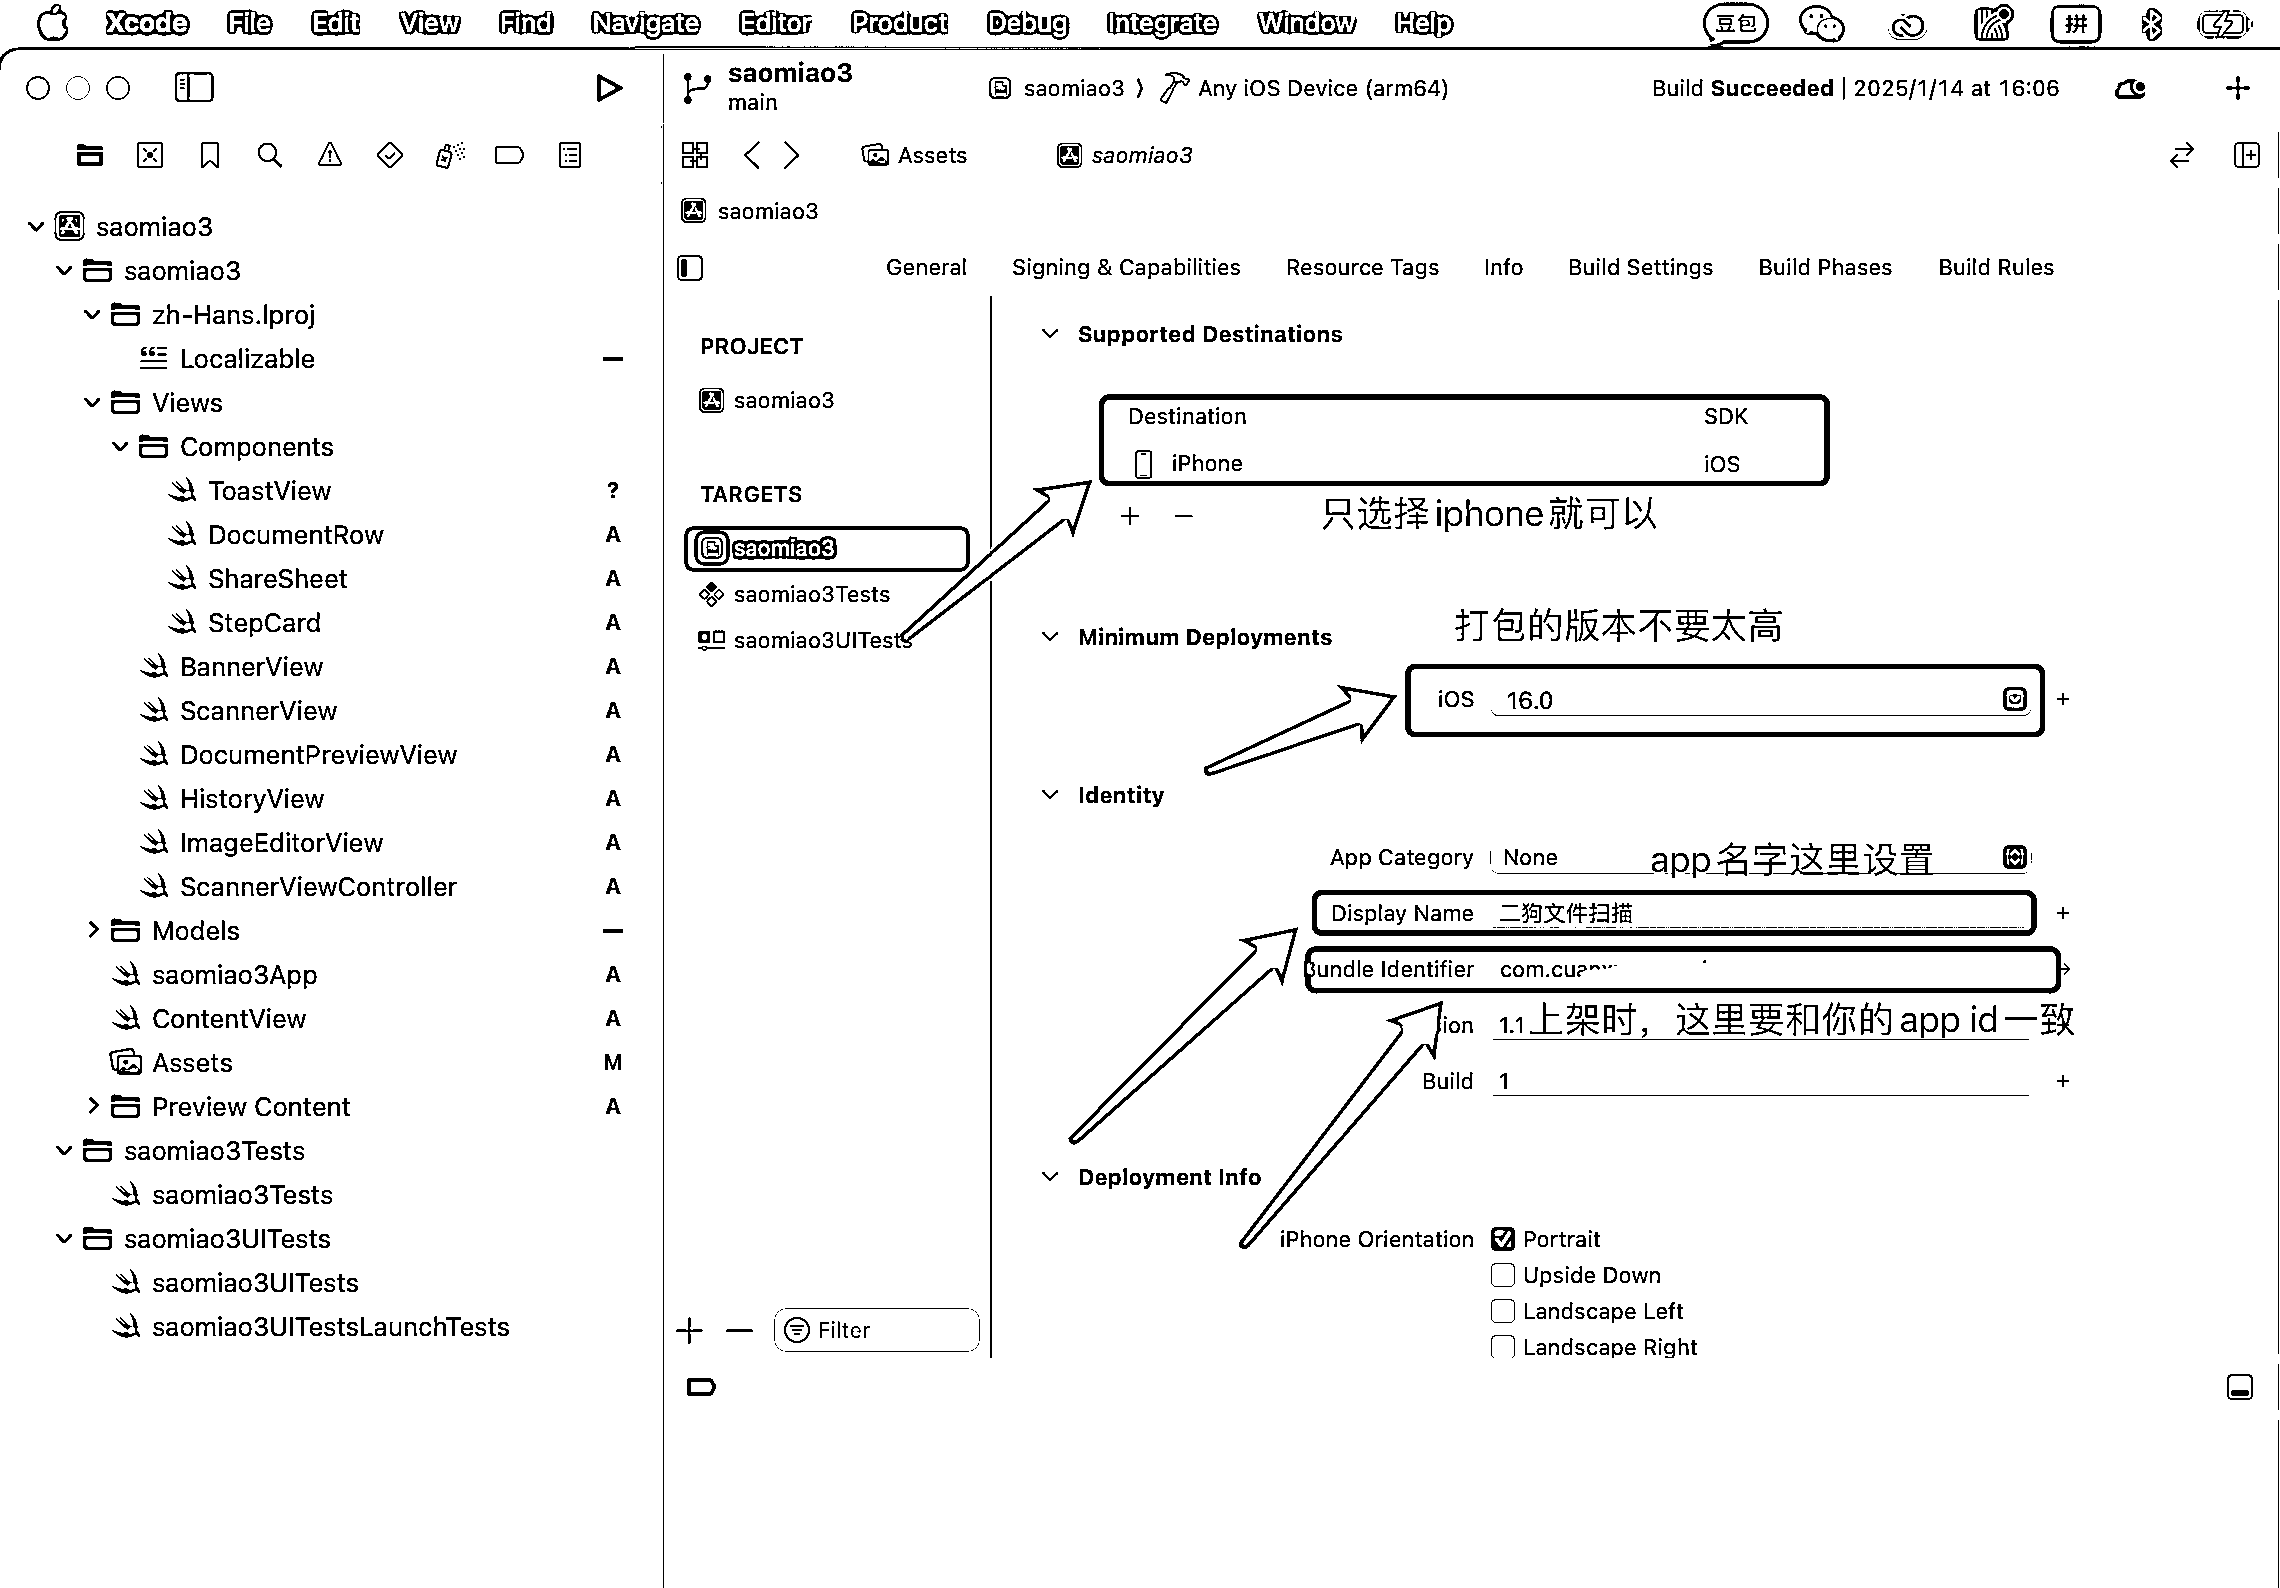 Xcode File Edit View Find Navigate Editor Product Debug Integrate Window Help 豆包 拼
saomiao3
main
saomiao3 Any iOS Device (arm64)
Build Succeeded | 2025/1/14 at 16:06
Assets
saomiao3
saomiao3
General Signing & Capabilities Resource Tags Info Build Settings Build Phases Build Rules
saomiao3
saomiao3
zh-Hans.lproj
Localizable
Views
Components
ToastView ?
DocumentRow A
ShareSheet A
StepCard A
BannerView A
ScannerView A
DocumentPreviewView A
HistoryView A
ImageEditorView A
ScannerViewController A
Models
saomiao3App A
ContentView A
Assets M
Preview Content A
saomiao3Tests
saomiao3Tests
saomiao3UITests
saomiao3UITests
saomiao3UITestsLaunchTests
PROJECT
saomiao3
TARGETS
saomiao3
saomiao3Tests
saomiao3UITests
Filter
Supported Destinations
Destination SDK
iPhone iOS
只选择iphone就可以
打包的版本不要太高
Minimum Deployments
iOS 16.0
Identity
App Category None
app名字这里设置
Display Name 二狗文件扫描
Bundle Identifier
1.1
上架时，这里要和你的app id一致
Build 1
Deployment Info
iPhone Orientation Portrait
Upside Down
Landscape Left
Landscape Right